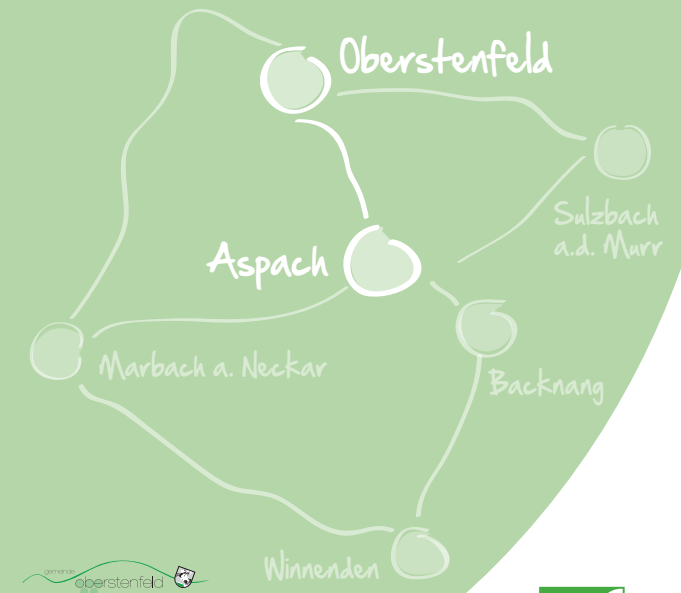 Oberstenfeld
Sulzbach
a.d. Murr
Aspach
Marbach a. Neckar
Backnang
Winnenden
gemeinde
oberstenfeld